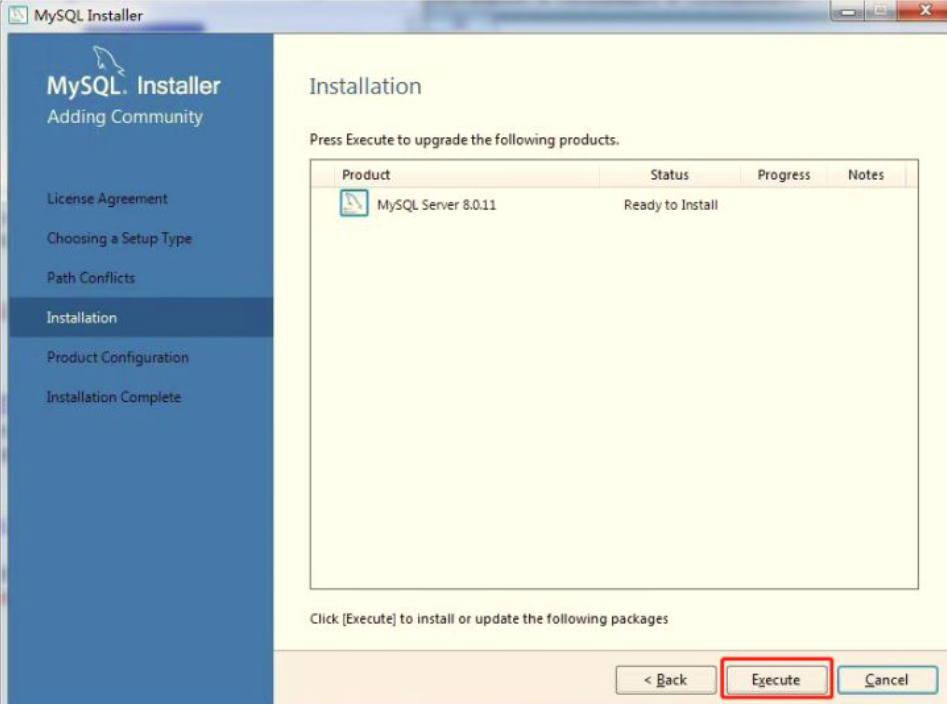 MySQL Installer
MySQL. Installer
Adding Community
License Agreement
Choosing a Setup Type
Path Conflicts
Installation
Product Configuration
Installation Complete
Installation
Press Execute to upgrade the following products.
Product Status Progress Notes
MySQL Server 8.0.11 Ready to Install
Click [Execute] to install or update the following packages
< Back Execute Cancel